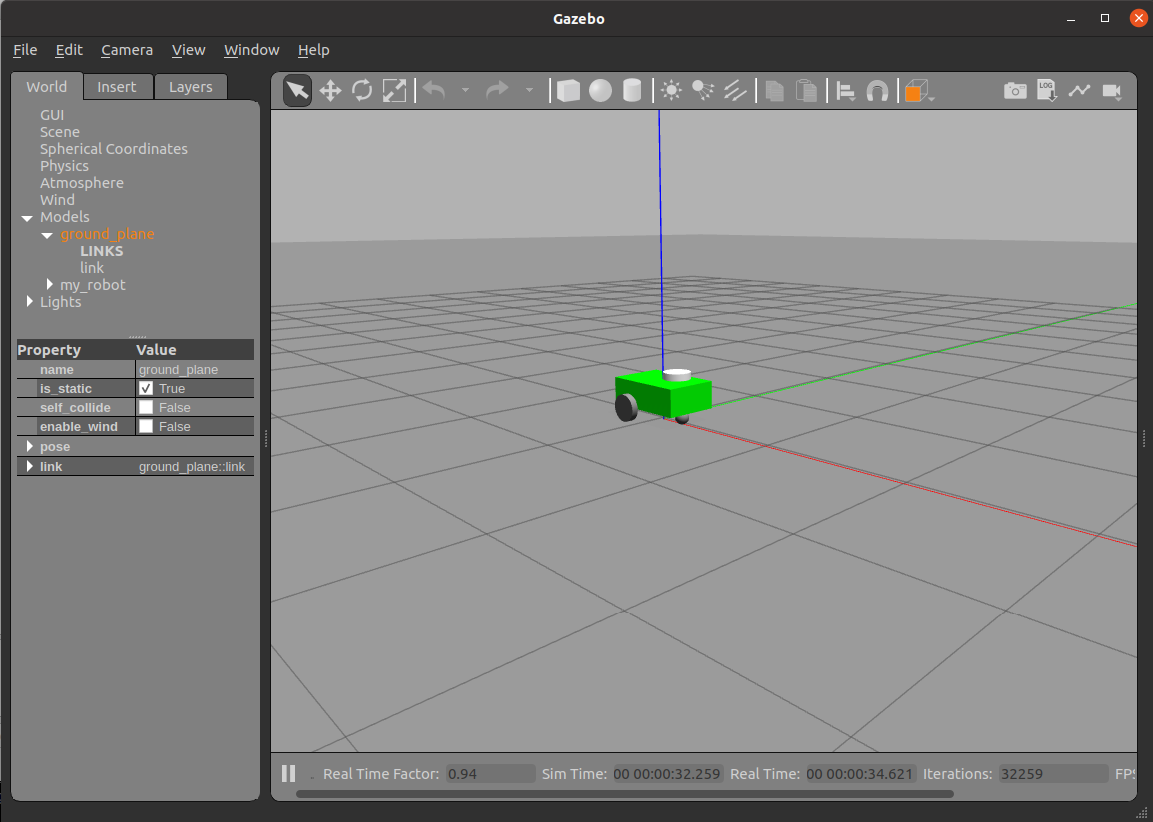 Gazebo
File Edit Camera View Window Help
World Insert Layers
LOG
GUI
Scene
Spherical Coordinates
Physics
Atmosphere
Wind
Models
ground_plane
LINKS
link
my_robot
Lights
Property Value
name ground_plane
is_static True
self_collide False
enable_wind False
pose
link ground_plane::link
Real Time Factor: 0.94 Sim Time: 00 00:00:32.259 Real Time: 00 00:00:34.621 Iterations: 32259 FPS